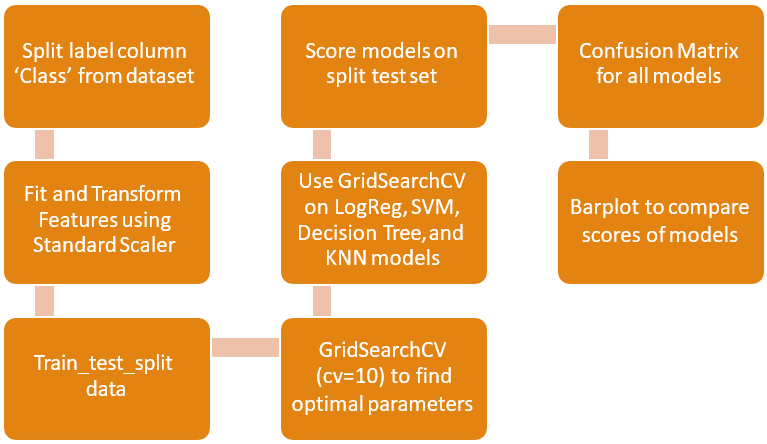 Split label column
‘Class’ from dataset
Fit and Transform
Features using
Standard Scaler
Train_test_split
data
GridSearchCV
(cv=10) to find
optimal parameters
Use GridSearchCV
on LogReg, SVM,
Decision Tree, and
KNN models
Score models on
split test set
Confusion Matrix
for all models
Barplot to compare
scores of models